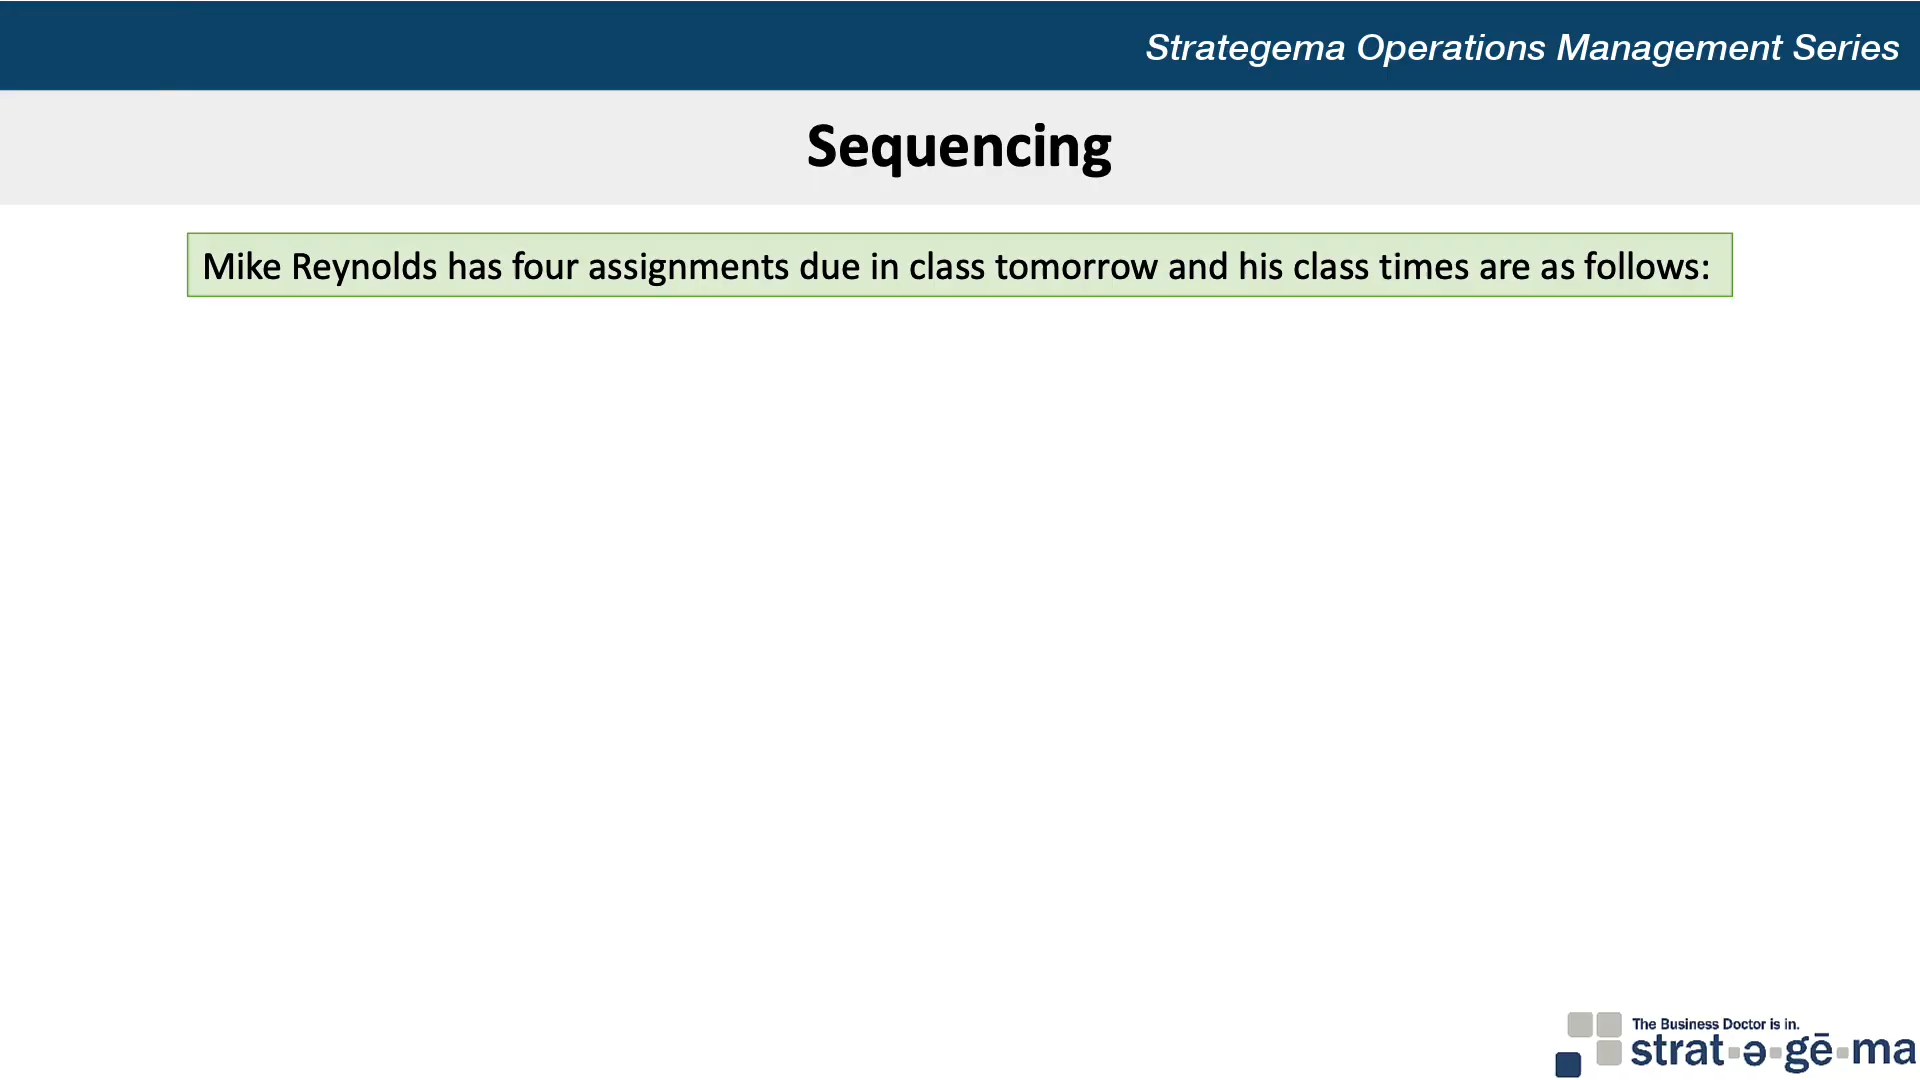 Strategema Operations Management Series
Sequencing
Mike Reynolds has four assignments due in class tomorrow and his class times are as follows:
The Business Doctor is in.
strat-ə-gē-ma